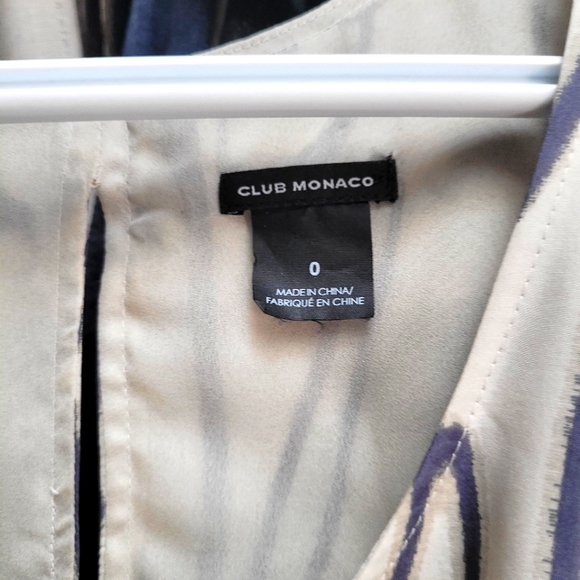 CLUB MONACO
0
MADE IN CHINA/
FABRIQUÉ EN CHINE